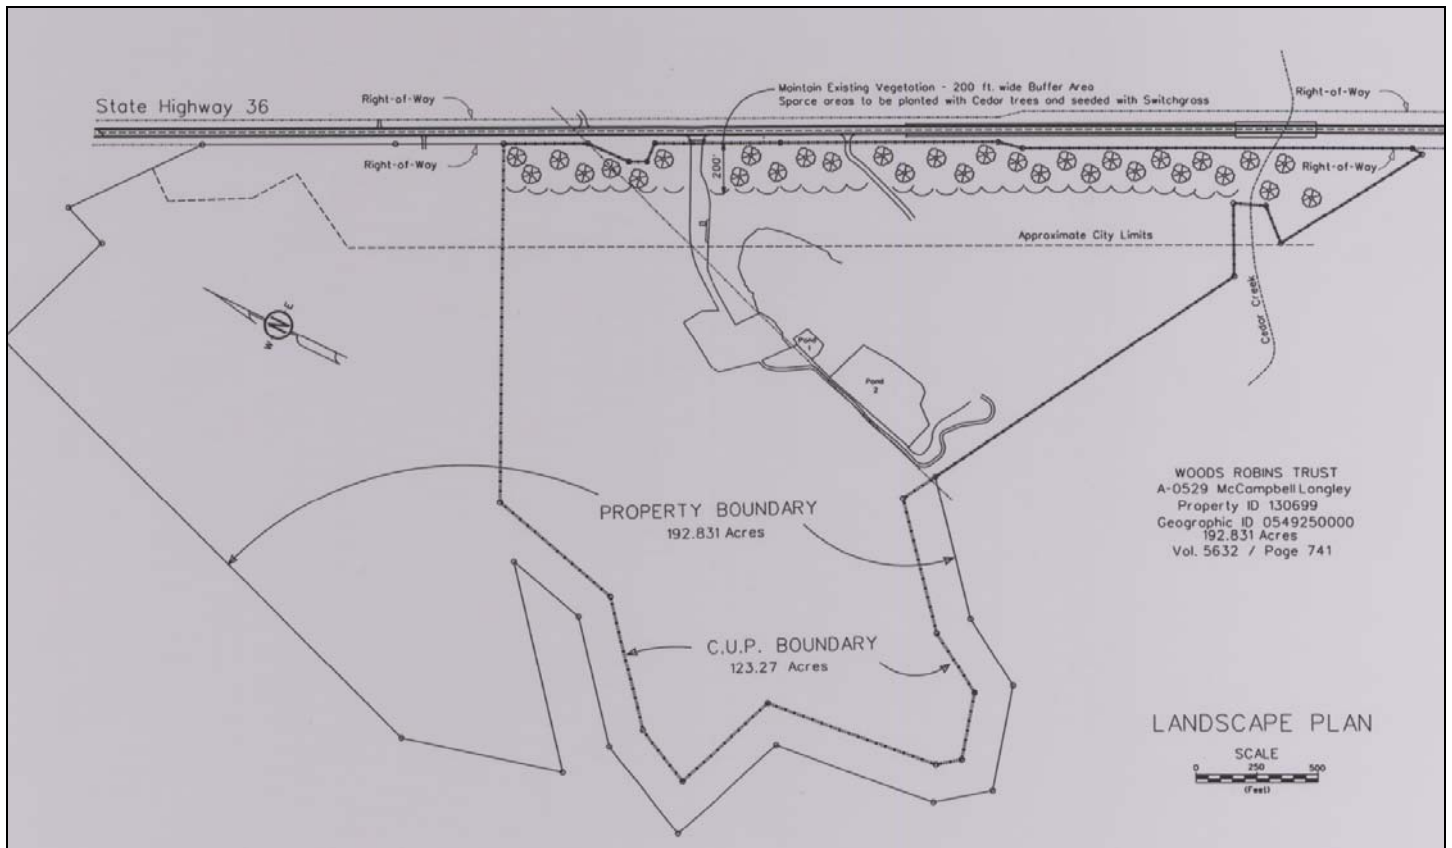 Maintain Existing Vegetation - 200 ft. wide Buffer Area
Sparce areas to be planted with Cedar trees and seeded with Switchgrass
State Highway 36
Right-of-Way
Right-of-Way
Right-of-Way
Right-of-Way
200'
Approximate City Limits
N
E
W
Cedar Creek
Pond
1
Pond
2
WOODS ROBINS TRUST
A-0529 McCampbell Longley
Property ID 130699
Geographic ID 0549250000
192.831 Acres
Vol. 5632 / Page 741
PROPERTY BOUNDARY
192.831 Acres
C.U.P. BOUNDARY
123.27 Acres
LANDSCAPE PLAN
SCALE
0 250 500
(Feet)